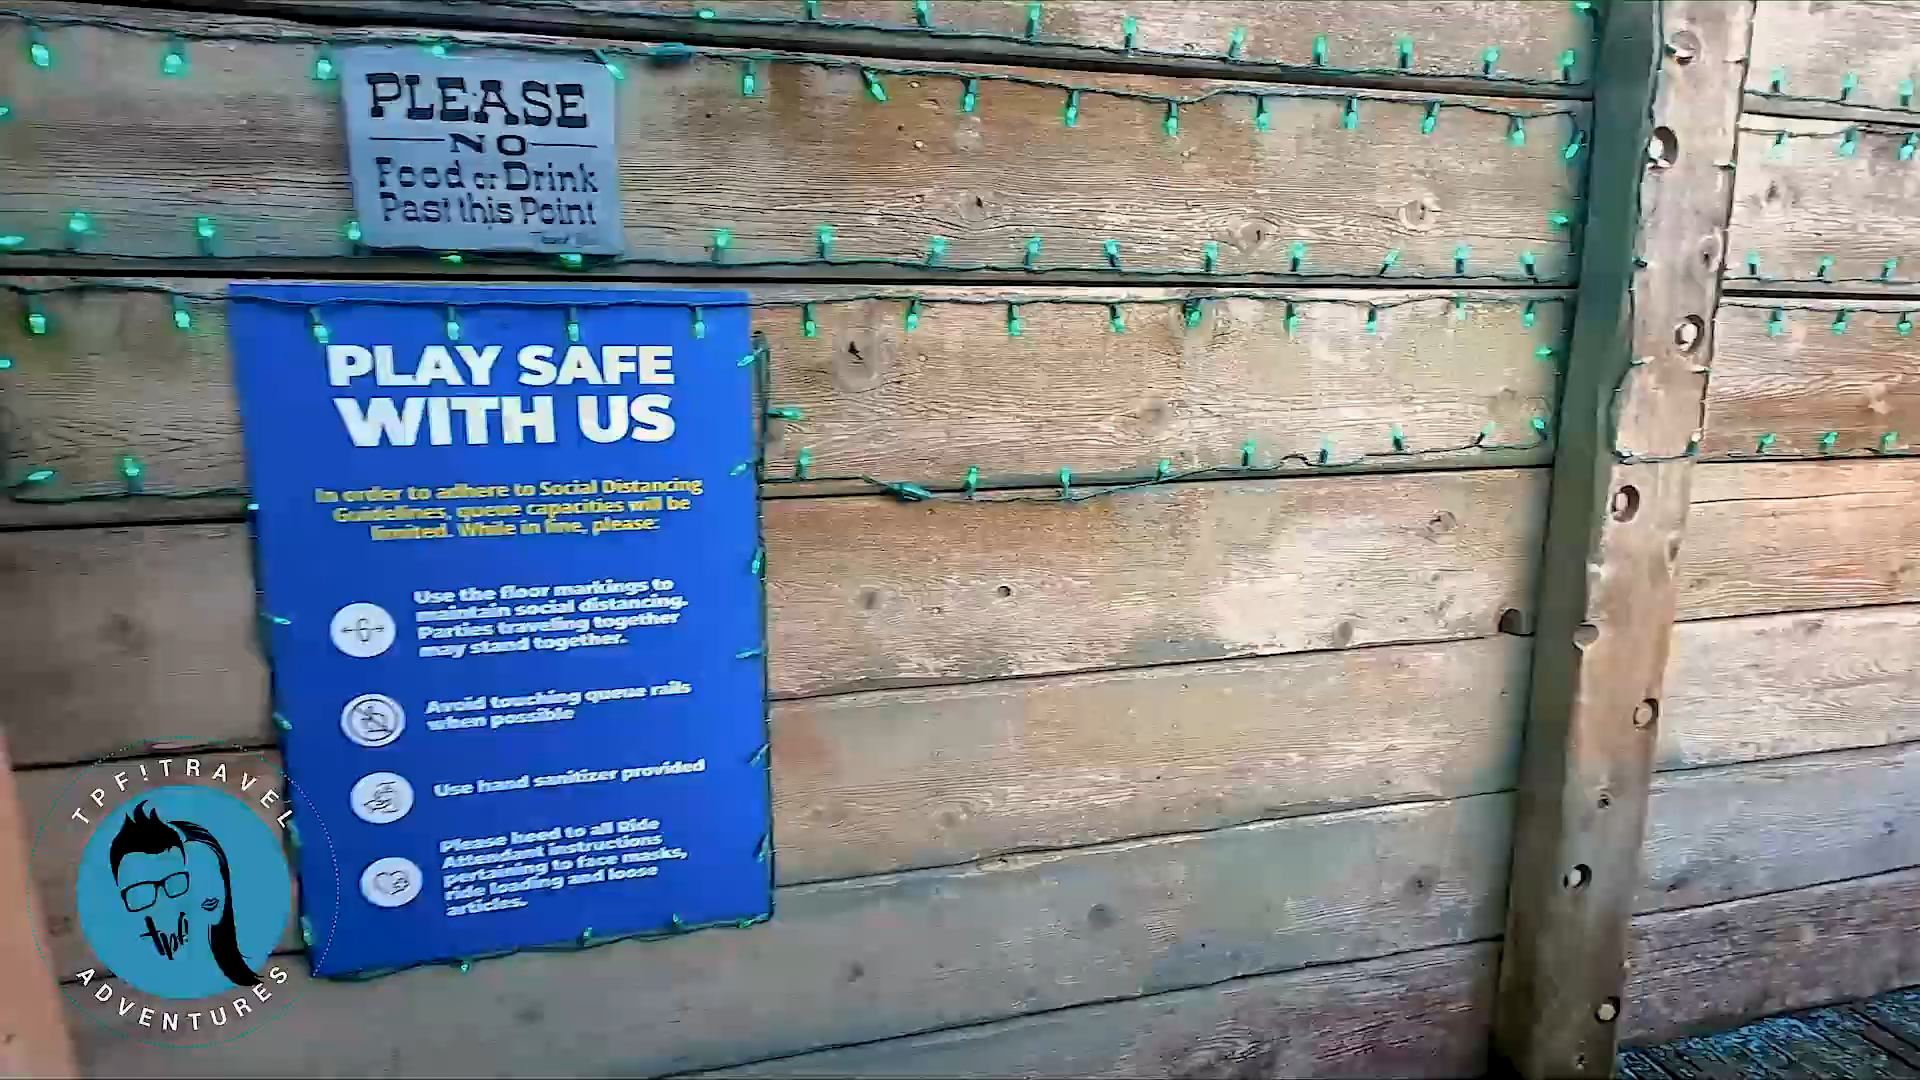 PLEASE
NO
Food or Drink
Past this Point
PLAY SAFE
WITH US
In order to adhere to Social Distancing
Guidelines, queue capacities will be
limited. While in line, please:
Use the floor markings to
maintain social distancing.
Parties traveling together
may stand together.
Avoid touching queue rails
when possible
Use hand sanitizer provided
Please heed to all Ride
Attendant instructions
pertaining to face masks,
ride loading and loose
articles.
TPF!TRAVEL
tpf!
ADVENTURES